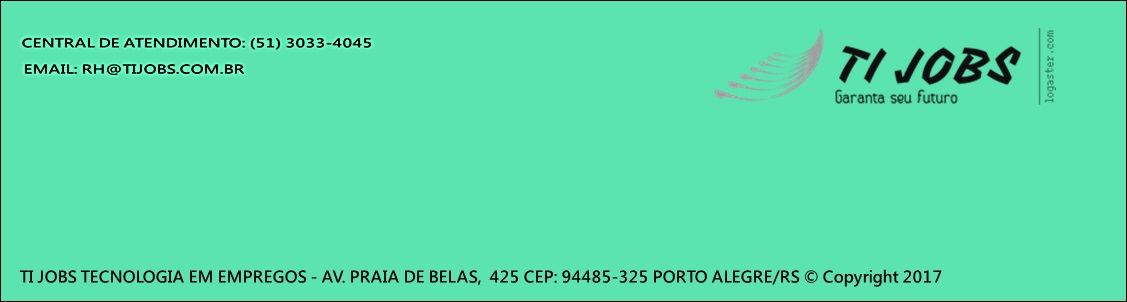 CENTRAL DE ATENDIMENTO: (51) 3033-4045
EMAIL: RH@TIJOBS.COM.BR
TI JOBS
Garanta seu futuro
logaster.com
TI JOBS TECNOLOGIA EM EMPREGOS - AV. PRAIA DE BELAS,  425 CEP: 94485-325 PORTO ALEGRE/RS © Copyright 2017